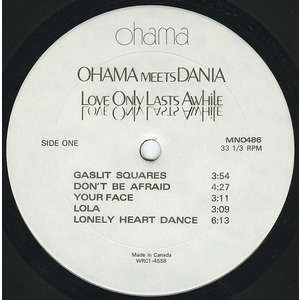 ohama
OHAMA MEETS DANIA
Love Only Lasts Awhile
Love Only Lasts Awhile
SIDE ONE
MNO486
33 1/3 RPM
GASLIT SQUARES 3:54
DON'T BE AFRAID 4:27
YOUR FACE 3:11
LOLA 3:09
LONELY HEART DANCE 6:13
Made in Canada
WRC1-4558